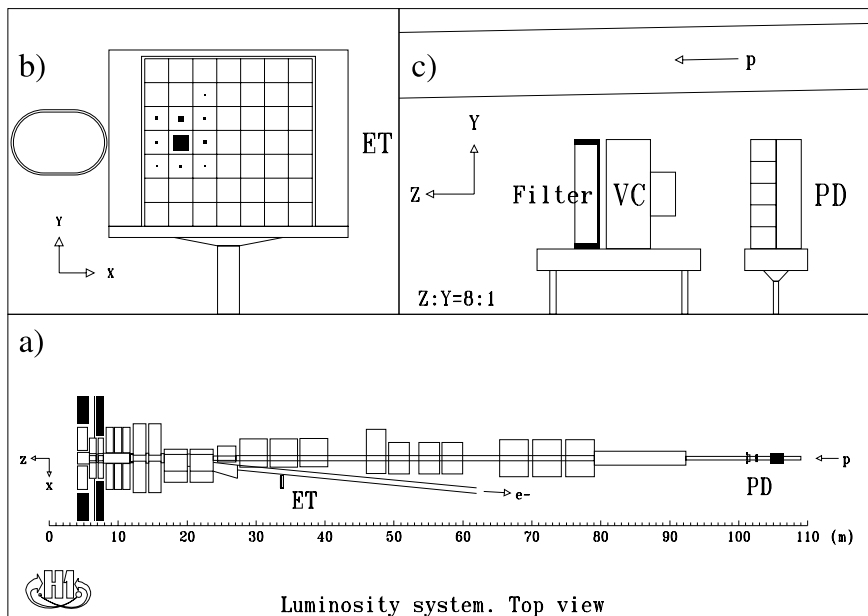 b)
ET
Y
X
c)
p
Y
Z
Filter
VC
PD
Z:Y=8:1
a)
z
x
p
ET
e-
PD
0 10 20 30 40 50 60 70 80 90 100 110 (m)
H1
Luminosity system. Top view